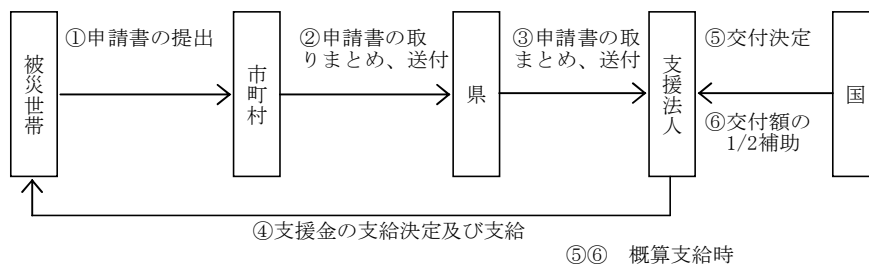 ①申請書の提出
②申請書の取
りまとめ、送付
③申請書の取
まとめ、送付
⑤交付決定
被災世帯
市町村
県
支援法人
国
⑥交付額の
1/2補助
④支援金の支給決定及び支給
⑤⑥ 概算支給時